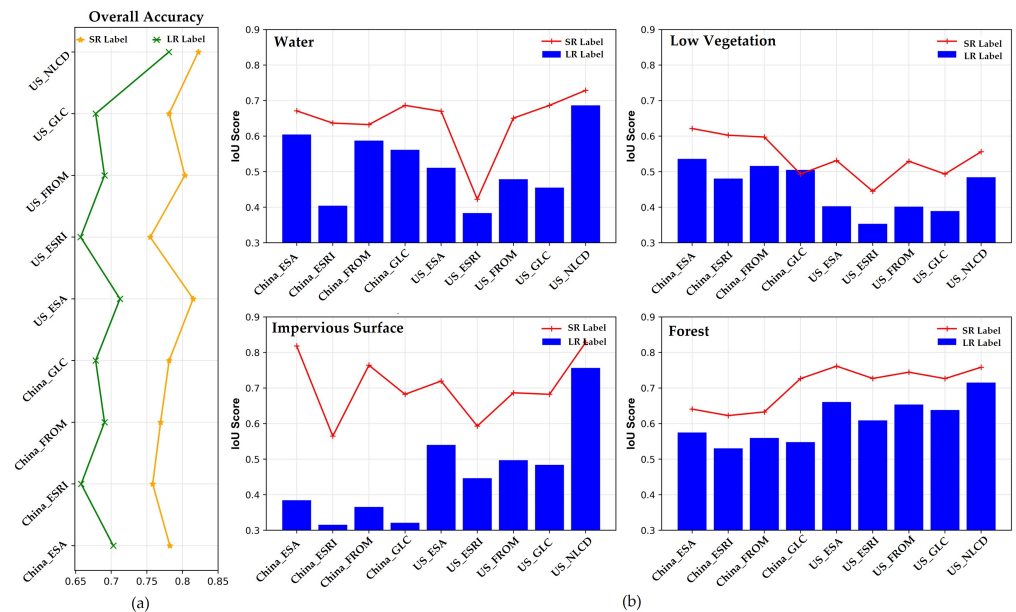 Overall Accuracy
SR Label
LR Label
US_NLCD
US_GLC
US_FROM
US_ESRI
US_ESA
China_GLC
China_FROM
China_ESRI
China_ESA
0.65 0.7 0.75 0.8 0.85
(a)
Water
SR Label
LR Label
IoU Score
0.9
0.8
0.7
0.6
0.5
0.4
0.3
China_ESA China_ESRI China_FROM China_GLC US_ESA US_ESRI US_FROM US_GLC US_NLCD
Low Vegetation
SR Label
LR Label
IoU Score
0.9
0.8
0.7
0.6
0.5
0.4
0.3
China_ESA China_ESRI China_FROM China_GLC US_ESA US_ESRI US_FROM US_GLC US_NLCD
Impervious Surface
SR Label
LR Label
IoU Score
0.9
0.8
0.7
0.6
0.5
0.4
0.3
China_ESA China_ESRI China_FROM China_GLC US_ESA US_ESRI US_FROM US_GLC US_NLCD
Forest
SR Label
LR Label
IoU Score
0.9
0.8
0.7
0.6
0.5
0.4
0.3
China_ESA China_ESRI China_FROM China_GLC US_ESA US_ESRI US_FROM US_GLC US_NLCD
(b)